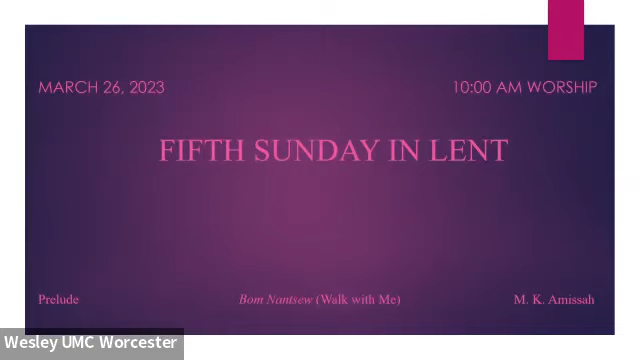 MARCH 26, 2023 10:00 AM WORSHIP
FIFTH SUNDAY IN LENT
Prelude Bom Nantsew (Walk with Me) M. K. Amissah
Wesley UMC Worcester